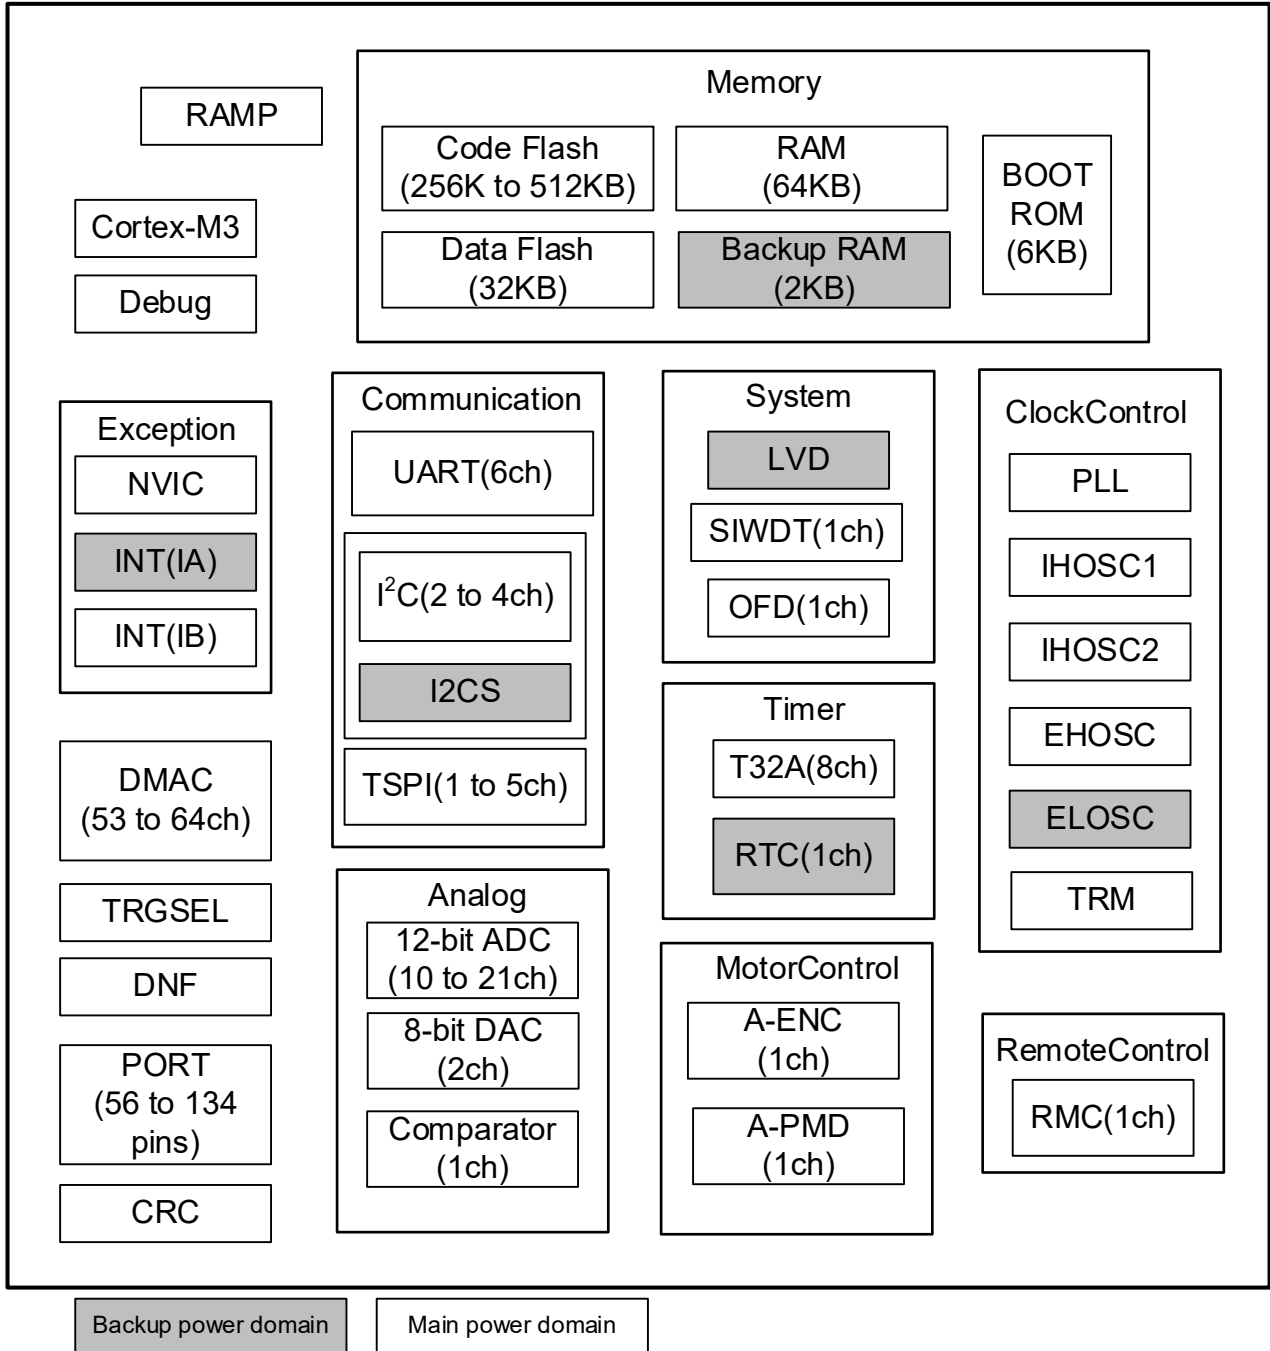 RAMP
Memory
Code Flash
(256K to 512KB)
RAM
(64KB)
BOOT
ROM
(6KB)
Data Flash
(32KB)
Backup RAM
(2KB)
Cortex-M3
Debug
Exception
NVIC
INT(IA)
INT(IB)
Communication
UART(6ch)
I²C(2 to 4ch)
I2CS
TSPI(1 to 5ch)
System
LVD
SIWDT(1ch)
OFD(1ch)
Timer
T32A(8ch)
RTC(1ch)
ClockControl
PLL
IHOSC1
IHOSC2
EHOSC
ELOSC
TRM
DMAC
(53 to 64ch)
TRGSEL
DNF
PORT
(56 to 134
pins)
CRC
Analog
12-bit ADC
(10 to 21ch)
8-bit DAC
(2ch)
Comparator
(1ch)
MotorControl
A-ENC
(1ch)
A-PMD
(1ch)
RemoteControl
RMC(1ch)
Backup power domain
Main power domain